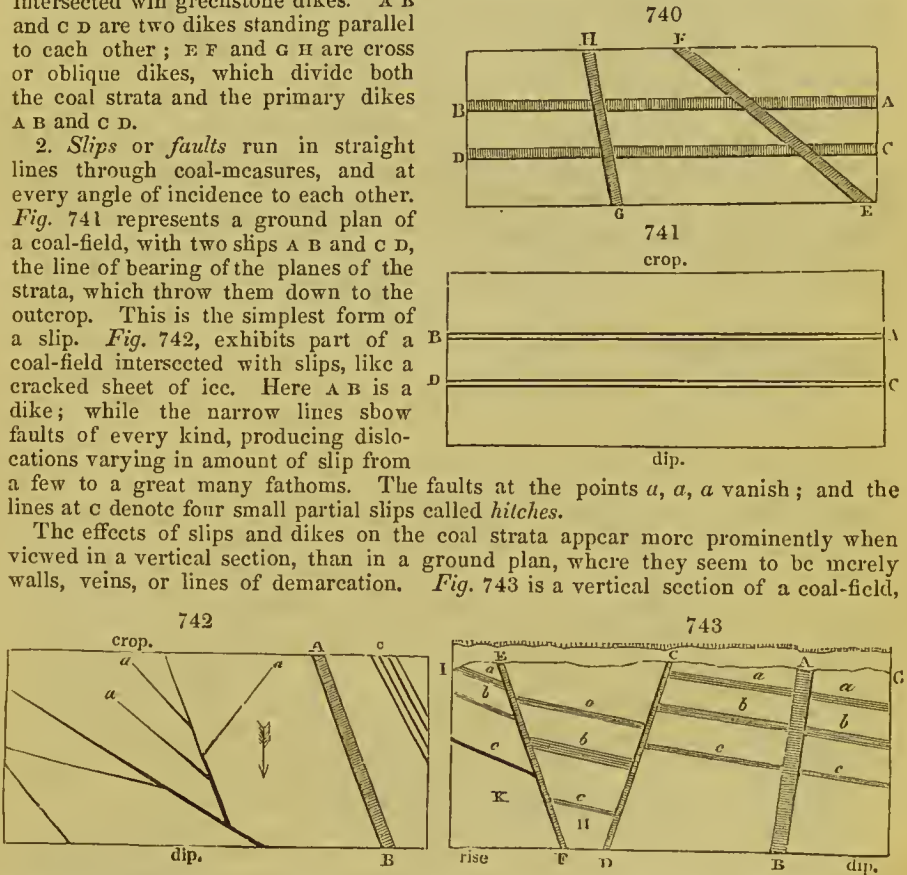 intersected with greenstone dikes. A B
and C D are two dikes standing parallel
to each other; E F and G H are cross
or oblique dikes, which divide both
the coal strata and the primary dikes
A B and C D.
2. Slips or faults run in straight
lines through coal-measures, and at
every angle of incidence to each other.
Fig. 741 represents a ground plan of
a coal-field, with two slips A B and C D,
the line of bearing of the planes of the
strata, which throw them down to the
outcrop. This is the simplest form of
a slip. Fig. 742, exhibits part of a
coal-field intersected with slips, like a
cracked sheet of ice. Here A B is a
dike; while the narrow lines show
faults of every kind, producing dislo-
cations varying in amount of slip from
a few to a great many fathoms. The faults at the points a, a, a vanish; and the
lines at c denote four small partial slips called hitches.
The effects of slips and dikes on the coal strata appear more prominently when
viewed in a vertical section, than in a ground plan, where they seem to be merely
walls, veins, or lines of demarcation. Fig. 743 is a vertical section of a coal-field,
740
H F
B A
D C
G E
741
crop.
B A
D C
dip.
742
crop. A c
a a
a
dip. B
743
I E C A G
a a a
b o b b
c b c c
K c H
rise F D B dip.